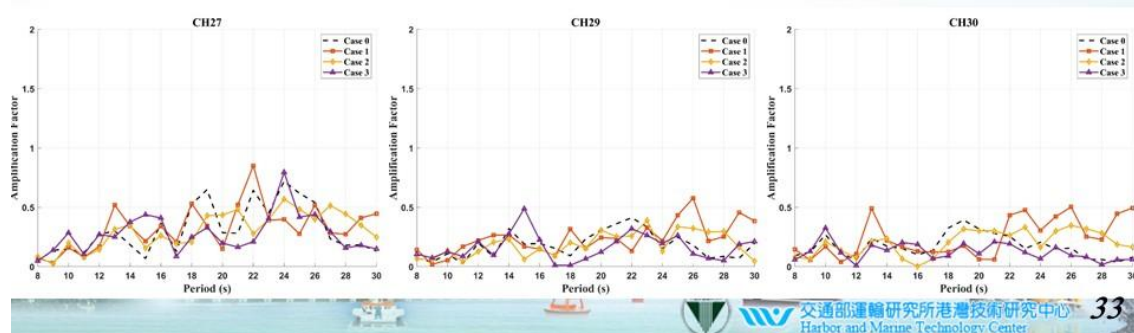 CH27
2
1.5
1
0.5
0
Amplification Factor
8 10 12 14 16 18 20 22 24 26 28 30
Period (s)
Case 0
Case 1
Case 2
Case 3
CH29
2
1.5
1
0.5
0
Amplification Factor
8 10 12 14 16 18 20 22 24 26 28 30
Period (s)
Case 0
Case 1
Case 2
Case 3
CH30
2
1.5
1
0.5
0
Amplification Factor
8 10 12 14 16 18 20 22 24 26 28 30
Period (s)
Case 0
Case 1
Case 2
Case 3
交通部運輸研究所港灣技術研究中心
Harbor and Marine Technology Center
33